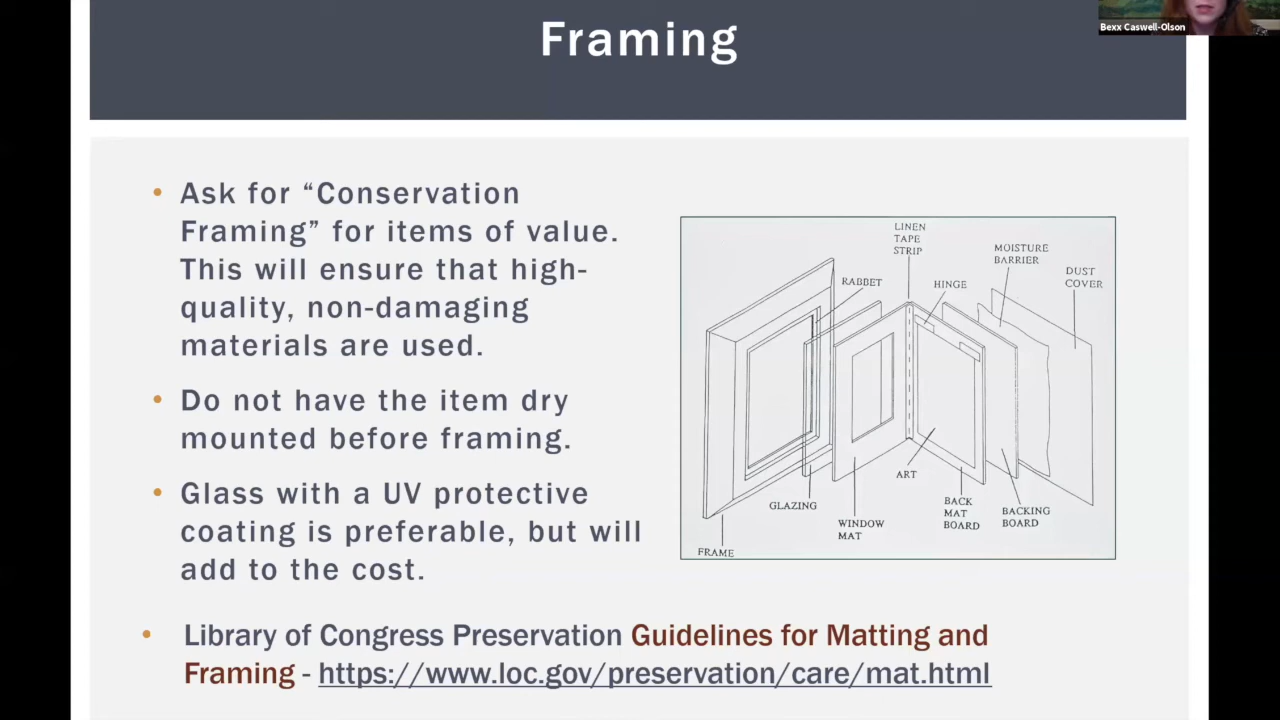 Framing
Bexx Caswell-Olson
• Ask for “Conservation
Framing” for items of value.
This will ensure that high-
quality, non-damaging
materials are used.
• Do not have the item dry
mounted before framing.
• Glass with a UV protective
coating is preferable, but will
add to the cost.
LINEN
TAPE
STRIP
MOISTURE
BARRIER
DUST
COVER
RABBET
HINGE
ART
GLAZING
WINDOW
MAT
BACK
MAT
BOARD
BACKING
BOARD
FRAME
• Library of Congress Preservation Guidelines for Matting and
Framing - https://www.loc.gov/preservation/care/mat.html